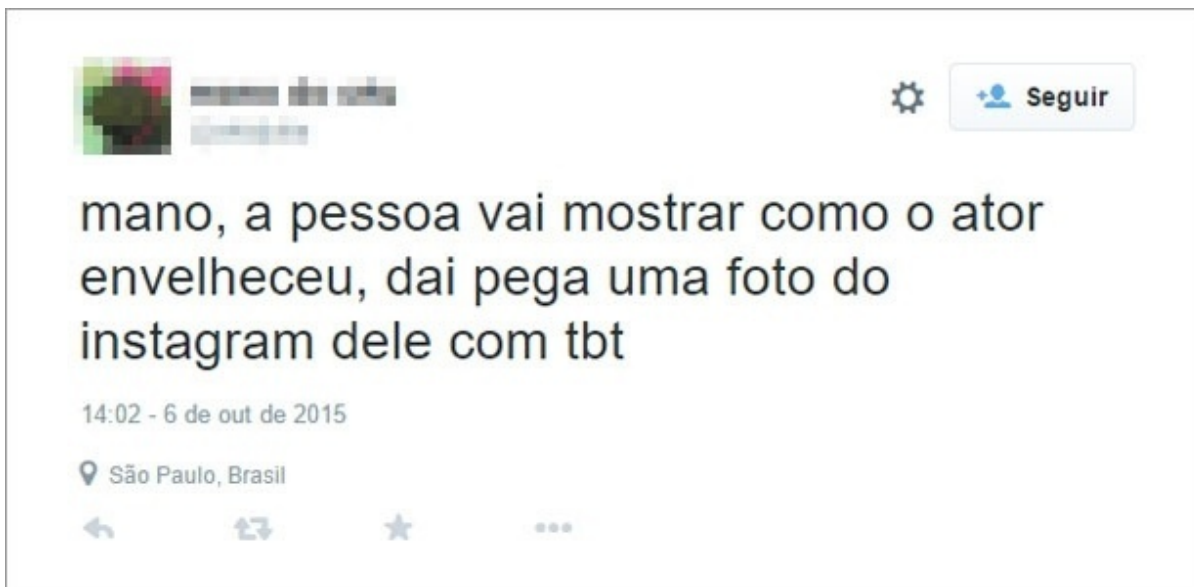 Seguir
mano, a pessoa vai mostrar como o ator
envelheceu, dai pega uma foto do
instagram dele com tbt
14:02 - 6 de out de 2015
São Paulo, Brasil